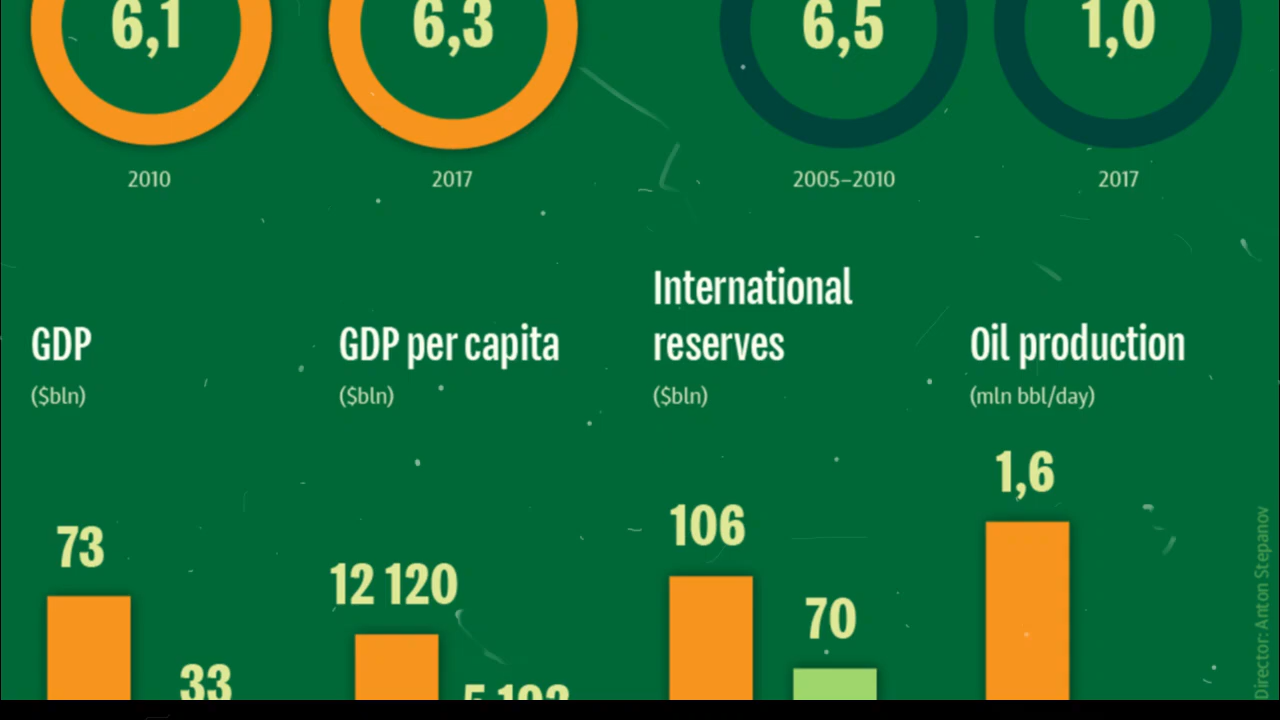 6,1
6,3
6,5
1,0
2010
2017
2005–2010
2017
GDP
($bln)
GDP per capita
($bln)
International
reserves
($bln)
Oil production
(mln bbl/day)
73
33
12 120
106
70
1,6
Director: Anton Stepanov